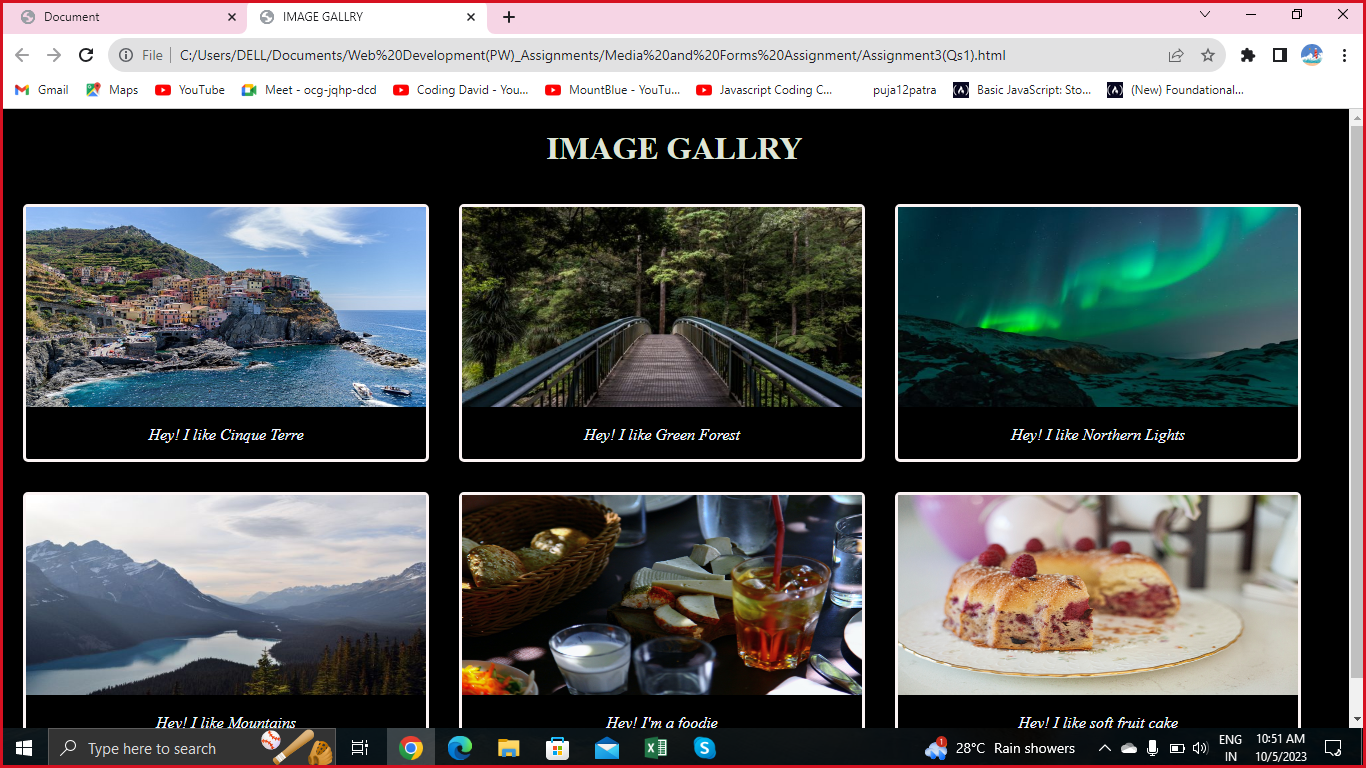 Document
IMAGE GALLRY
File
C:/Users/DELL/Documents/Web%20Development(PW)_Assignments/Media%20and%20Forms%20Assignment/Assignment3(Qs1).html
Gmail
Maps
YouTube
Meet - ocg-jqhp-dcd
Coding David - You...
MountBlue - YouTu...
Javascript Coding C...
puja12patra
Basic JavaScript: Sto...
(New) Foundational...
IMAGE GALLRY
Hey! I like Cinque Terre
Hey! I like Green Forest
Hey! I like Northern Lights
Hey! I like Mountains
Hey! I'm a foodie
Hey! I like soft fruit cake
Type here to search
28°C Rain showers
ENG
IN
10:51 AM
10/5/2023